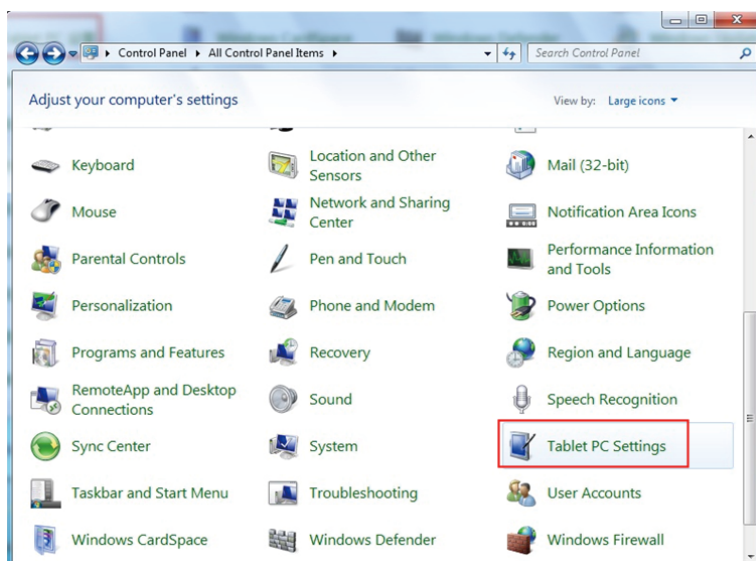 Control Panel ▸ All Control Panel Items ▸
Search Control Panel
Adjust your computer's settings
View by: Large icons
Keyboard
Location and Other
Sensors
Mail (32-bit)
Mouse
Network and Sharing
Center
Notification Area Icons
Parental Controls
Pen and Touch
Performance Information
and Tools
Personalization
Phone and Modem
Power Options
Programs and Features
Recovery
Region and Language
RemoteApp and Desktop
Connections
Sound
Speech Recognition
Sync Center
System
Tablet PC Settings
Taskbar and Start Menu
Troubleshooting
User Accounts
Windows CardSpace
Windows Defender
Windows Firewall